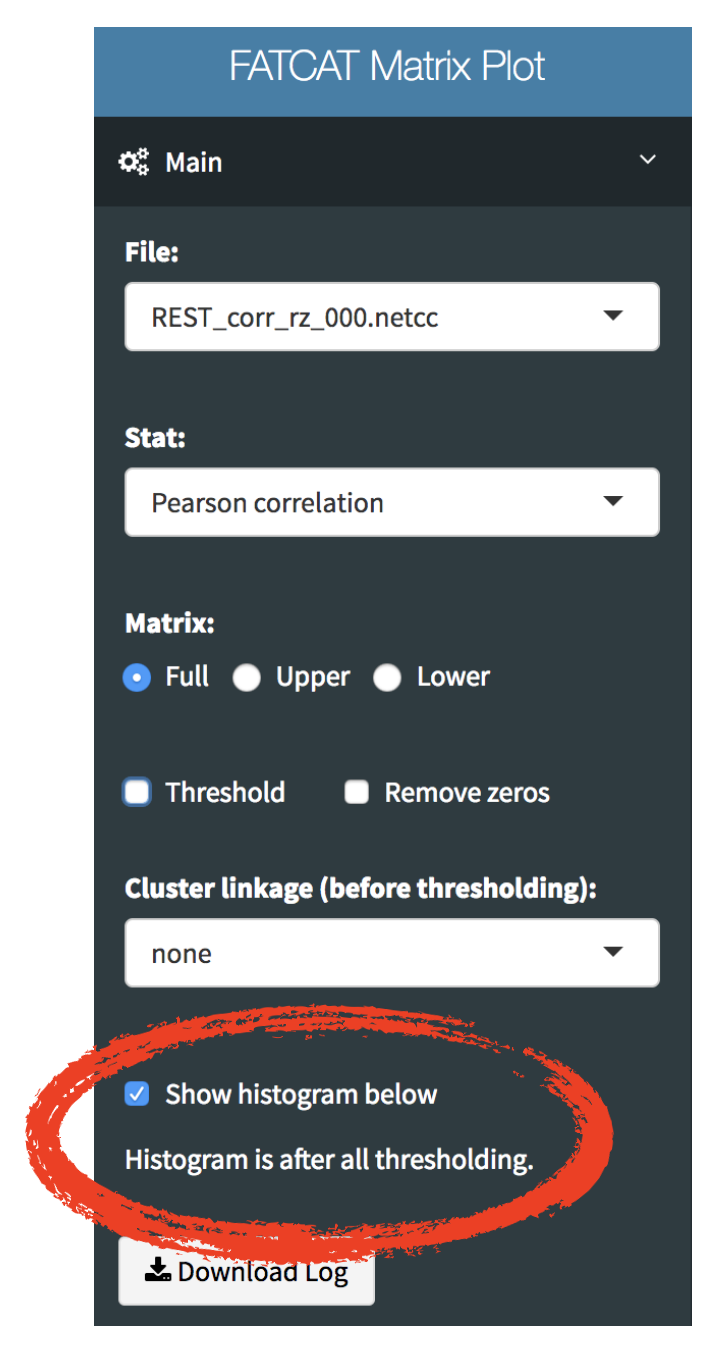 FATCAT Matrix Plot
Main
File:
REST_corr_rz_000.netcc
Stat:
Pearson correlation
Matrix:
Full Upper Lower
Threshold Remove zeros
Cluster linkage (before thresholding):
none
Show histogram below
Histogram is after all thresholding.
Download Log